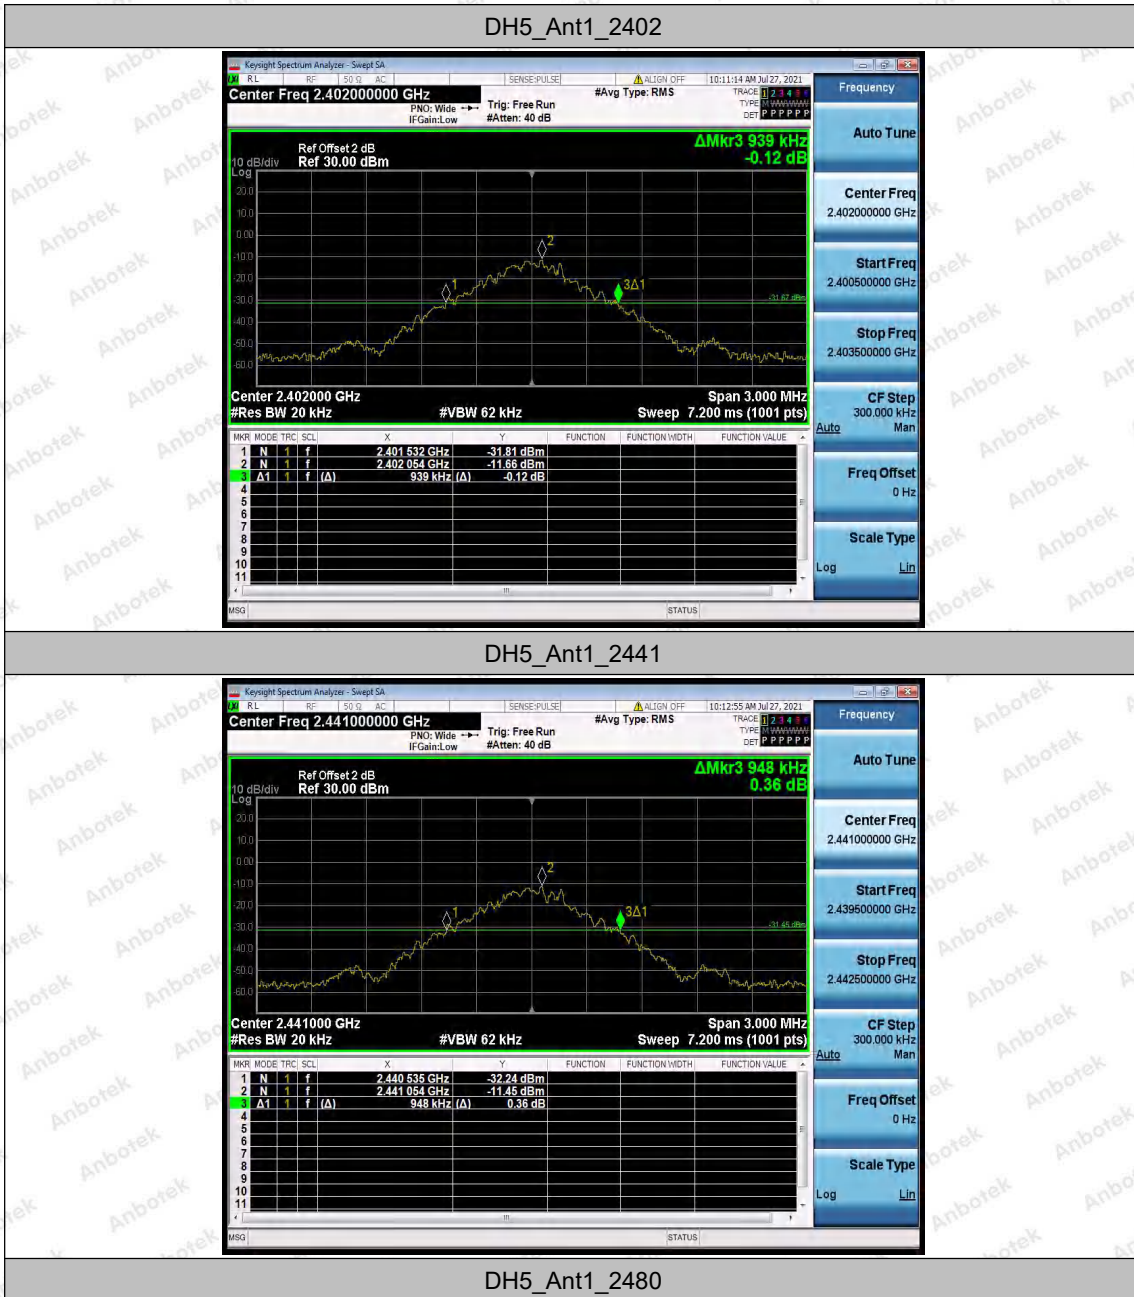 DH5_Ant1_2402
Keysight Spectrum Analyzer - Swept SA
RL RF 50 Ω AC SENSE:PULSE ALIGN OFF 10:11:14 AM Jul 27, 2021
Center Freq 2.402000000 GHz
PNO: Wide
IFGain:Low
Trig: Free Run
#Atten: 40 dB
#Avg Type: RMS
TRACE 1 2 3 4 5 6
TYPE M W W W W W
DET P P P P P P
ΔMkr3 939 kHz
-0.12 dB
Ref Offset 2 dB
10 dB/div Ref 30.00 dBm
Log
20.0
10.0
0.00
-10.0
-20.0
-30.0
-40.0
-50.0
-60.0
1
2
3Δ1
-31.67 dBm
Center 2.402000 GHz Span 3.000 MHz
#Res BW 20 kHz #VBW 62 kHz Sweep 7.200 ms (1001 pts)
MKR MODE TRC SCL X Y FUNCTION FUNCTION WIDTH FUNCTION VALUE
1 N 1 f 2.401 532 GHz -31.81 dBm
2 N 1 f 2.402 054 GHz -11.66 dBm
3 Δ1 1 f (Δ) 939 kHz (Δ) -0.12 dB
4
5
6
7
8
9
10
11
MSG STATUS
Frequency
Auto Tune
Center Freq
2.402000000 GHz
Start Freq
2.400500000 GHz
Stop Freq
2.403500000 GHz
CF Step
300.000 kHz
Auto Man
Freq Offset
0 Hz
Scale Type
Log Lin
DH5_Ant1_2441
Keysight Spectrum Analyzer - Swept SA
RL RF 50 Ω AC SENSE:PULSE ALIGN OFF 10:12:55 AM Jul 27, 2021
Center Freq 2.441000000 GHz
PNO: Wide
IFGain:Low
Trig: Free Run
#Atten: 40 dB
#Avg Type: RMS
TRACE 1 2 3 4 5 6
TYPE M W W W W W
DET P P P P P P
ΔMkr3 948 kHz
0.36 dB
Ref Offset 2 dB
10 dB/div Ref 30.00 dBm
Log
20.0
10.0
0.00
-10.0
-20.0
-30.0
-40.0
-50.0
-60.0
1
2
3Δ1
-31.45 dBm
Center 2.441000 GHz Span 3.000 MHz
#Res BW 20 kHz #VBW 62 kHz Sweep 7.200 ms (1001 pts)
MKR MODE TRC SCL X Y FUNCTION FUNCTION WIDTH FUNCTION VALUE
1 N 1 f 2.440 535 GHz -32.24 dBm
2 N 1 f 2.441 054 GHz -11.45 dBm
3 Δ1 1 f (Δ) 948 kHz (Δ) 0.36 dB
4
5
6
7
8
9
10
11
MSG STATUS
Frequency
Auto Tune
Center Freq
2.441000000 GHz
Start Freq
2.439500000 GHz
Stop Freq
2.442500000 GHz
CF Step
300.000 kHz
Auto Man
Freq Offset
0 Hz
Scale Type
Log Lin
DH5_Ant1_2480